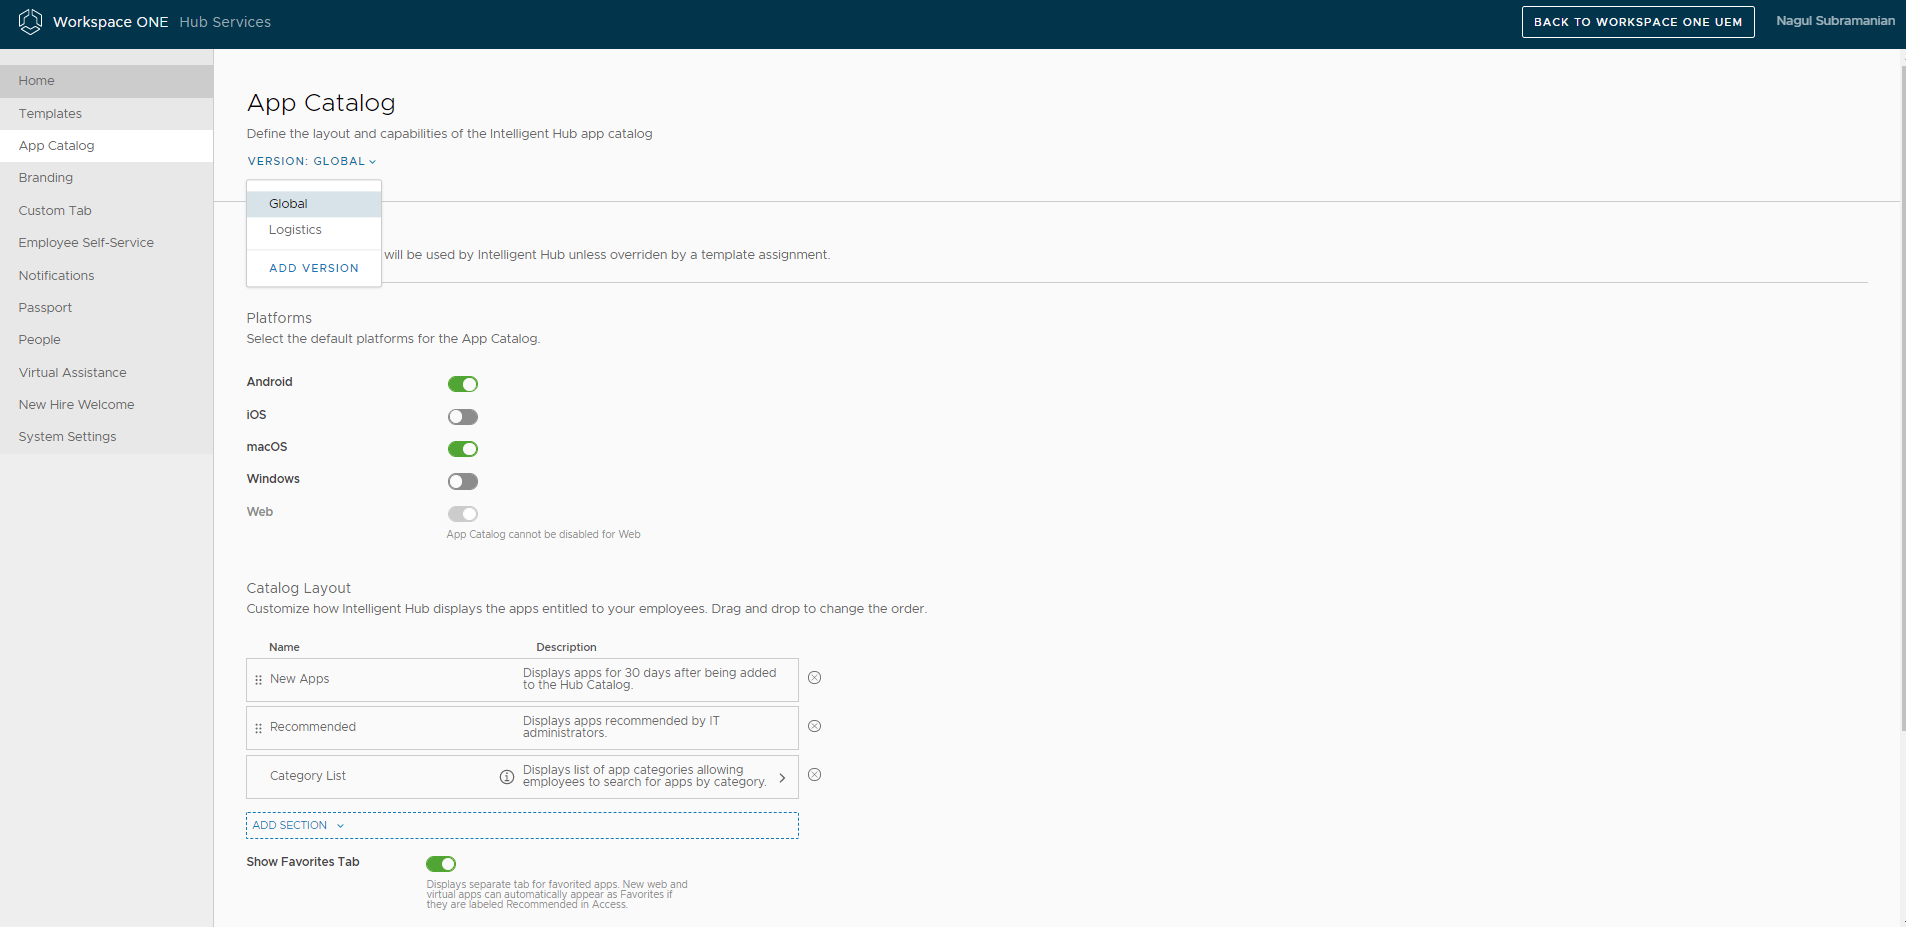 Workspace ONE Hub Services
BACK TO WORKSPACE ONE UEM
Nagul Subramanian
Home
Templates
App Catalog
Branding
Custom Tab
Employee Self-Service
Notifications
Passport
People
Virtual Assistance
New Hire Welcome
System Settings
App Catalog
Define the layout and capabilities of the Intelligent Hub app catalog
VERSION: GLOBAL
Global
Logistics
ADD VERSION
will be used by Intelligent Hub unless overriden by a template assignment.
Platforms
Select the default platforms for the App Catalog.
Android
iOS
macOS
Windows
Web
App Catalog cannot be disabled for Web
Catalog Layout
Customize how Intelligent Hub displays the apps entitled to your employees. Drag and drop to change the order.
Name Description
New Apps
Displays apps for 30 days after being added
to the Hub Catalog.
Recommended
Displays apps recommended by IT
administrators.
Category List
Displays list of app categories allowing
employees to search for apps by category.
ADD SECTION
Show Favorites Tab
Displays separate tab for favorited apps. New web and
virtual apps can automatically appear as Favorites if
they are labeled Recommended in Access.